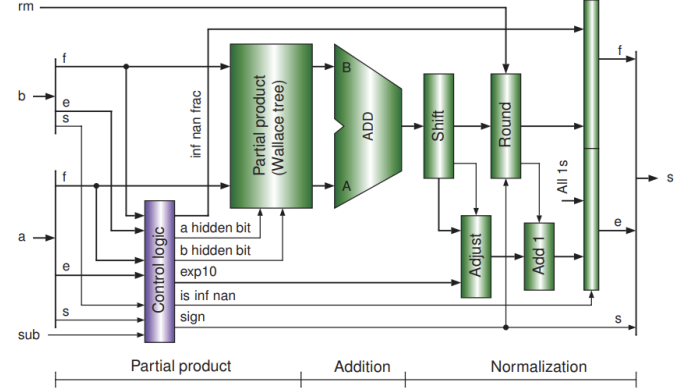 rm
f
b
e
s
f
a
e
s
sub
inf nan frac
Control logic
Partial product
(Wallace tree)
a hidden bit
b hidden bit
exp10
is inf nan
sign
B
ADD
A
Shift
Round
Adjust
Add 1
All 1s
f
s
e
s
Partial product
Addition
Normalization